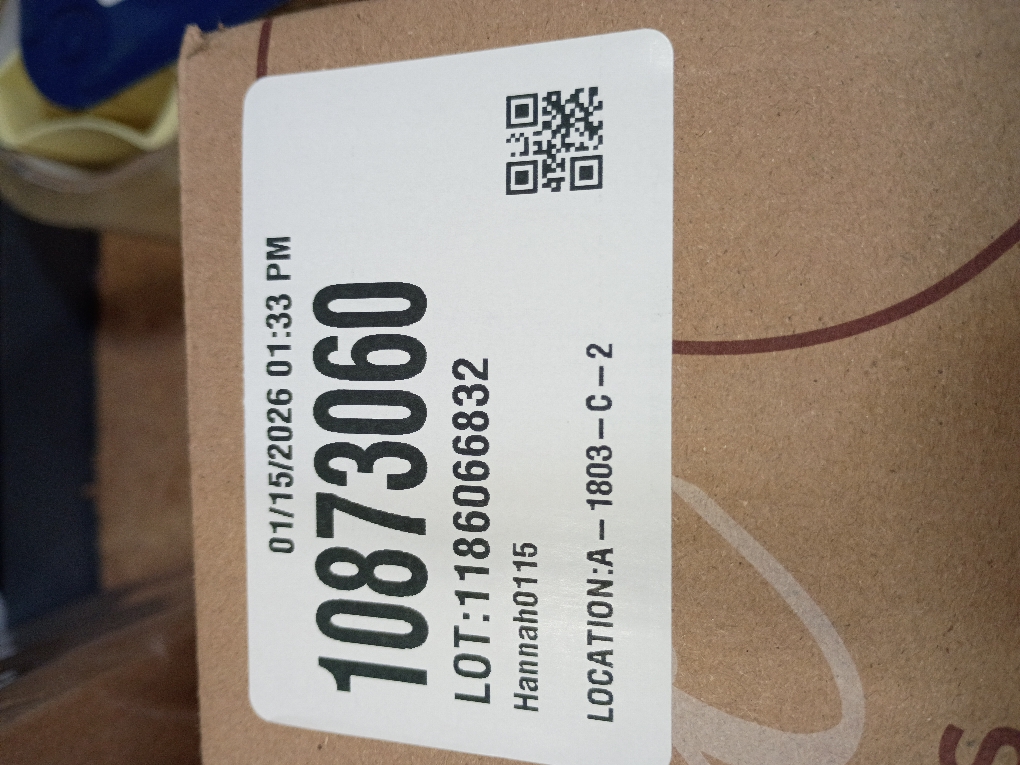 01/15/2026 01:33 PM
10873060
LOT:1186066832
Hannah0115
LOCATION:A-1803-C-2